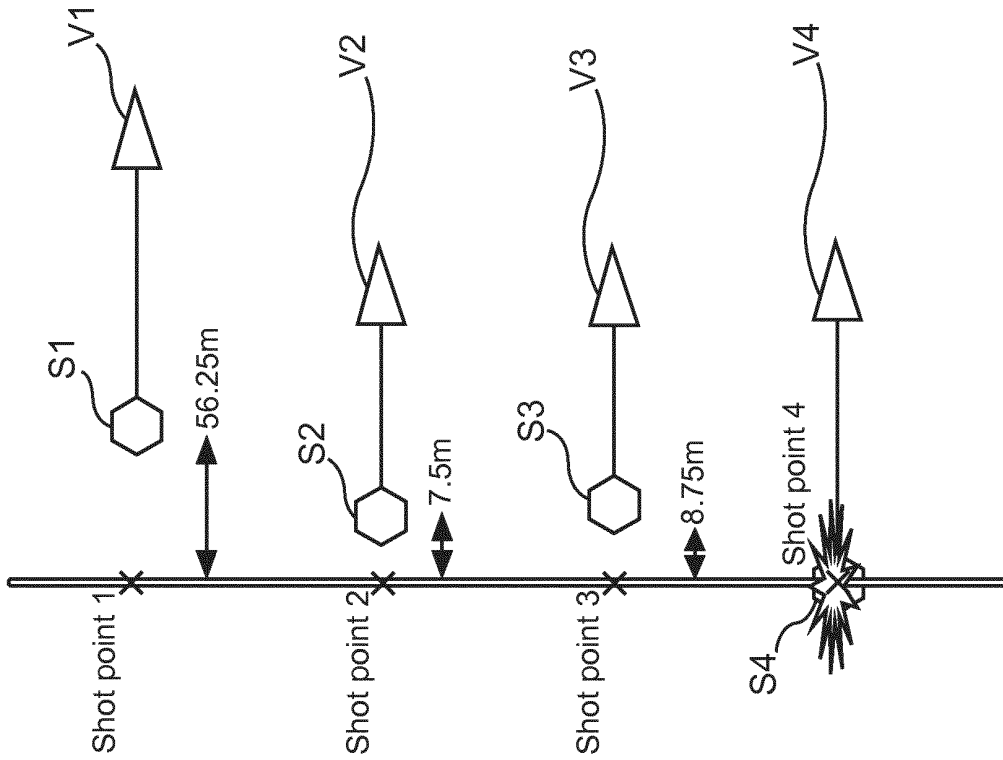 V1
S1
Shot point 1
56.25m
V2
S2
Shot point 2
7.5m
V3
S3
Shot point 3
8.75m
V4
Shot point 4
S4